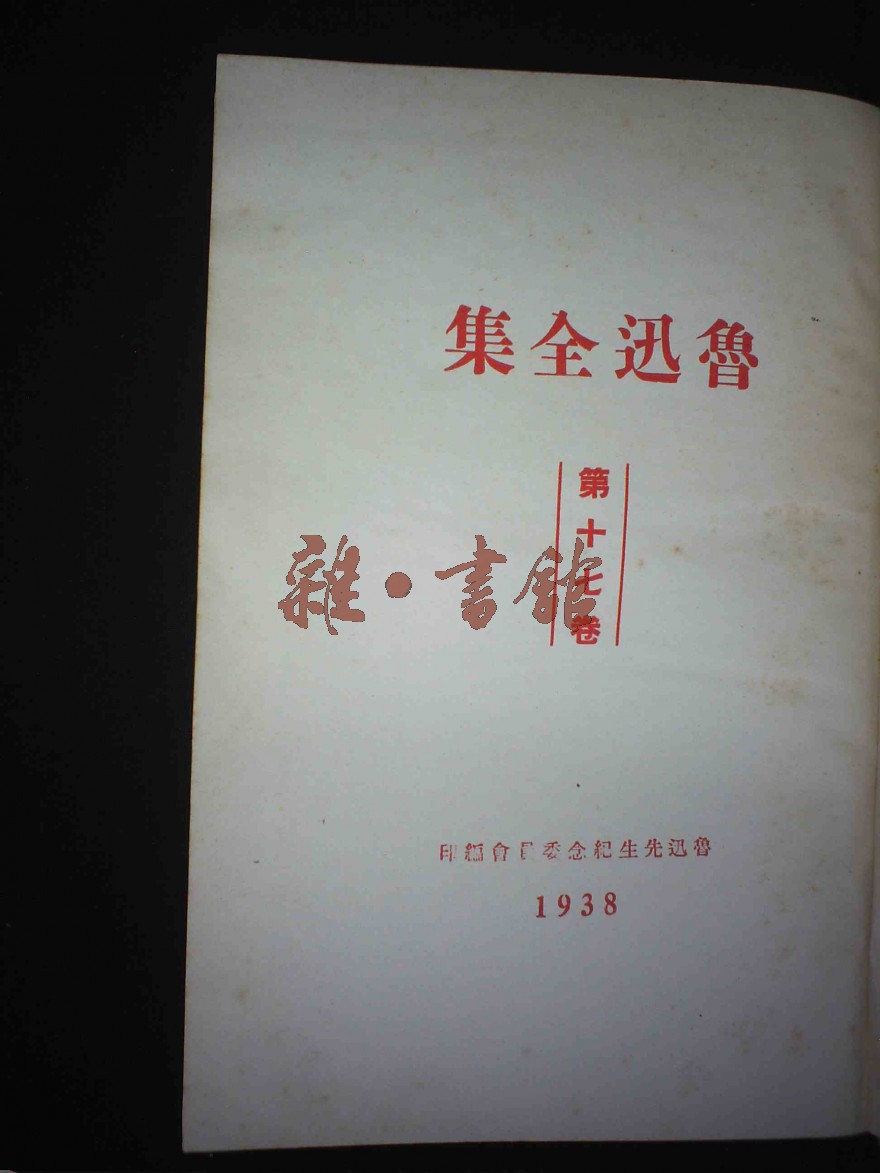 魯迅全集
第十七卷
雜·書館
魯迅先生紀念委員會編印
1938